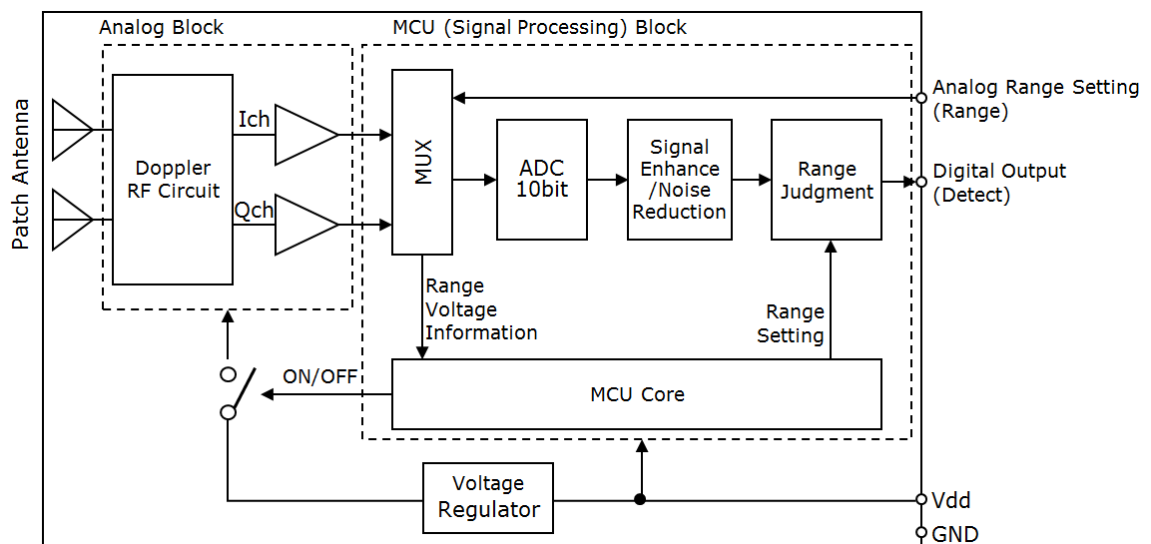 Analog Block
MCU (Signal Processing) Block
Patch Antenna
Doppler
RF Circuit
Ich
Qch
MUX
ADC
10bit
Signal
Enhance
/Noise
Reduction
Range
Judgment
Analog Range Setting
(Range)
Digital Output
(Detect)
Range
Voltage
Information
Range
Setting
ON/OFF
MCU Core
Voltage
Regulator
Vdd
GND